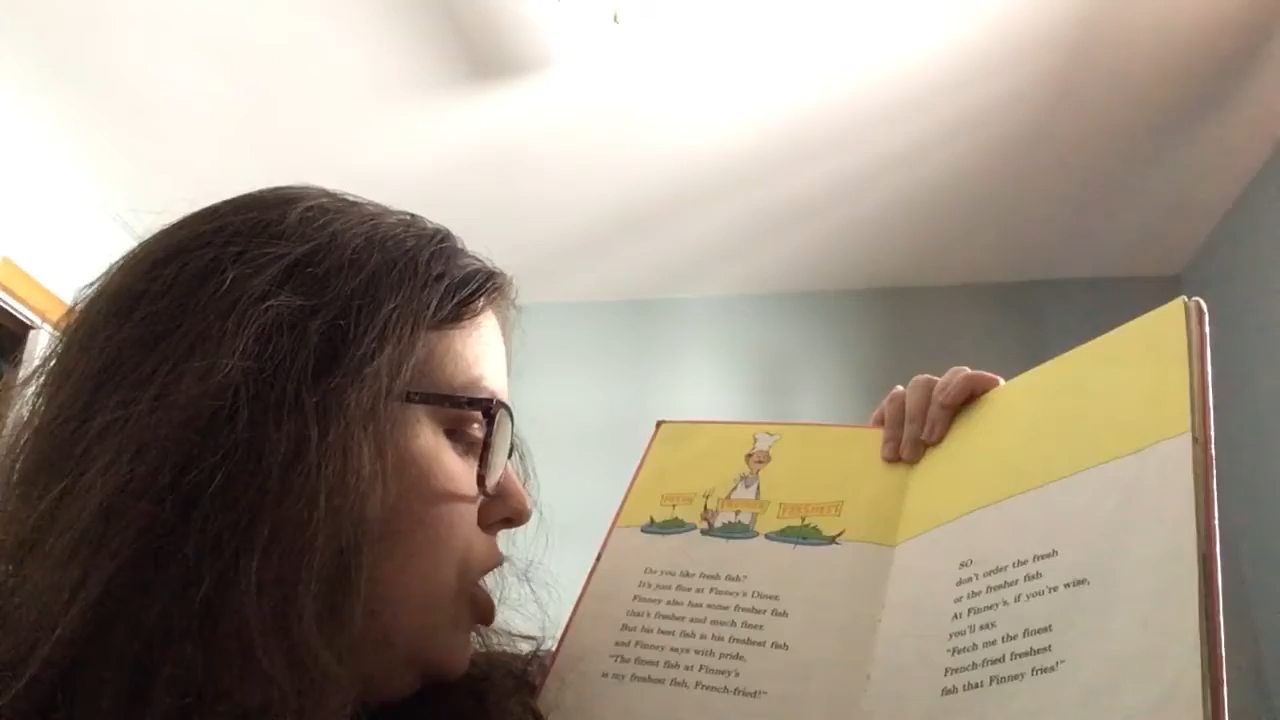 FRESH
FRESHER
FRESHEST
Do you like fresh fish?
It's just fine at Finney's Diner.
Finney also has some fresher fish
that's fresher and much finer.
But his best fish is his freshest fish
and Finney says with pride,
"The finest fish at Finney's
is my freshest fish, French-fried!"
SO
don't order the fresh
or the fresher fish
At Finney's, if you're wise,
you'll say,
"Fetch me the finest
French-fried freshest
fish that Finney fries!"